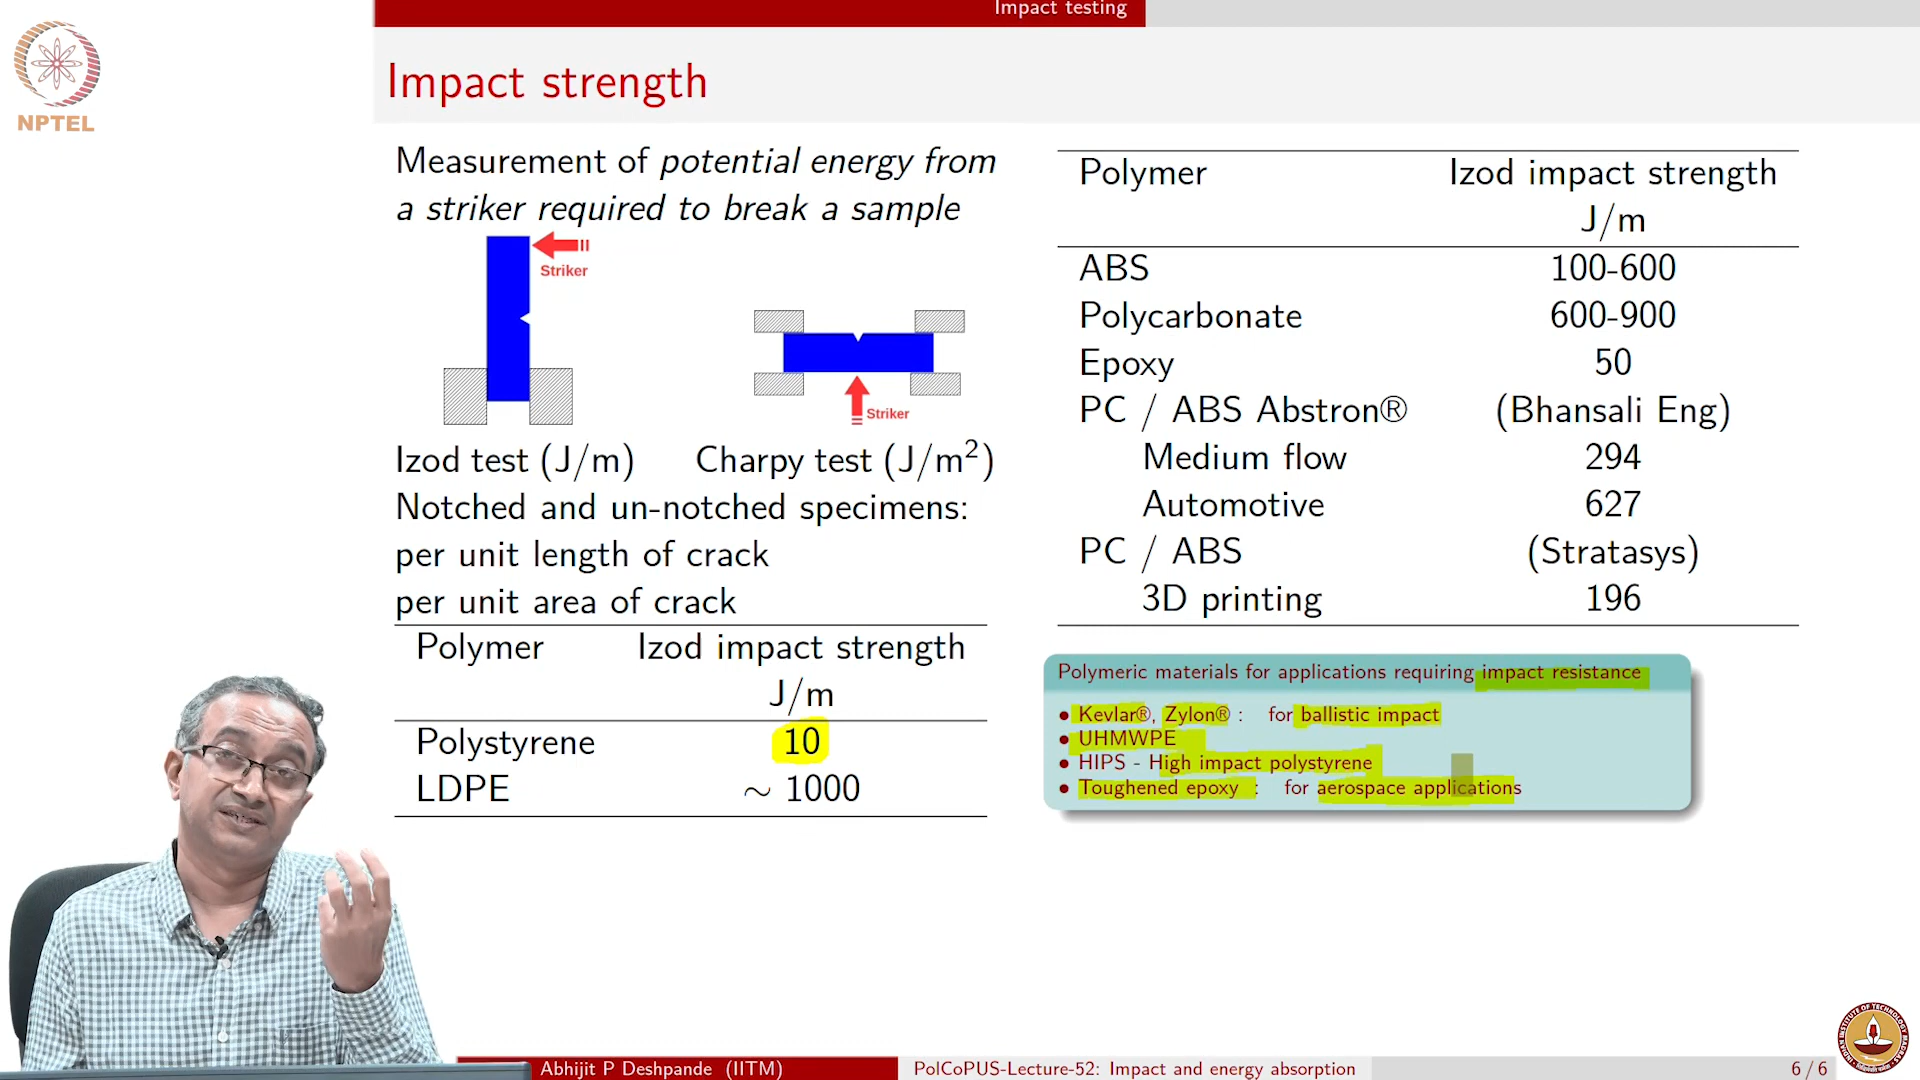 Impact testing
NPTEL
Impact strength
Measurement of potential energy from
a striker required to break a sample
Striker
Striker
Izod test (J/m)
Charpy test (J/m²)
Notched and un-notched specimens:
per unit length of crack
per unit area of crack
Polymer Izod impact strength
J/m
Polystyrene 10
LDPE ∼ 1000
Polymer Izod impact strength
J/m
ABS 100-600
Polycarbonate 600-900
Epoxy 50
PC / ABS Abstron® (Bhansali Eng)
Medium flow 294
Automotive 627
PC / ABS (Stratasys)
3D printing 196
Polymeric materials for applications requiring impact resistance
• Kevlar®, Zylon® : for ballistic impact
• UHMWPE
• HIPS - High impact polystyrene
• Toughened epoxy : for aerospace applications
Abhijit P Deshpande (IITM)
PolCoPUS-Lecture-52: Impact and energy absorption
6 / 6